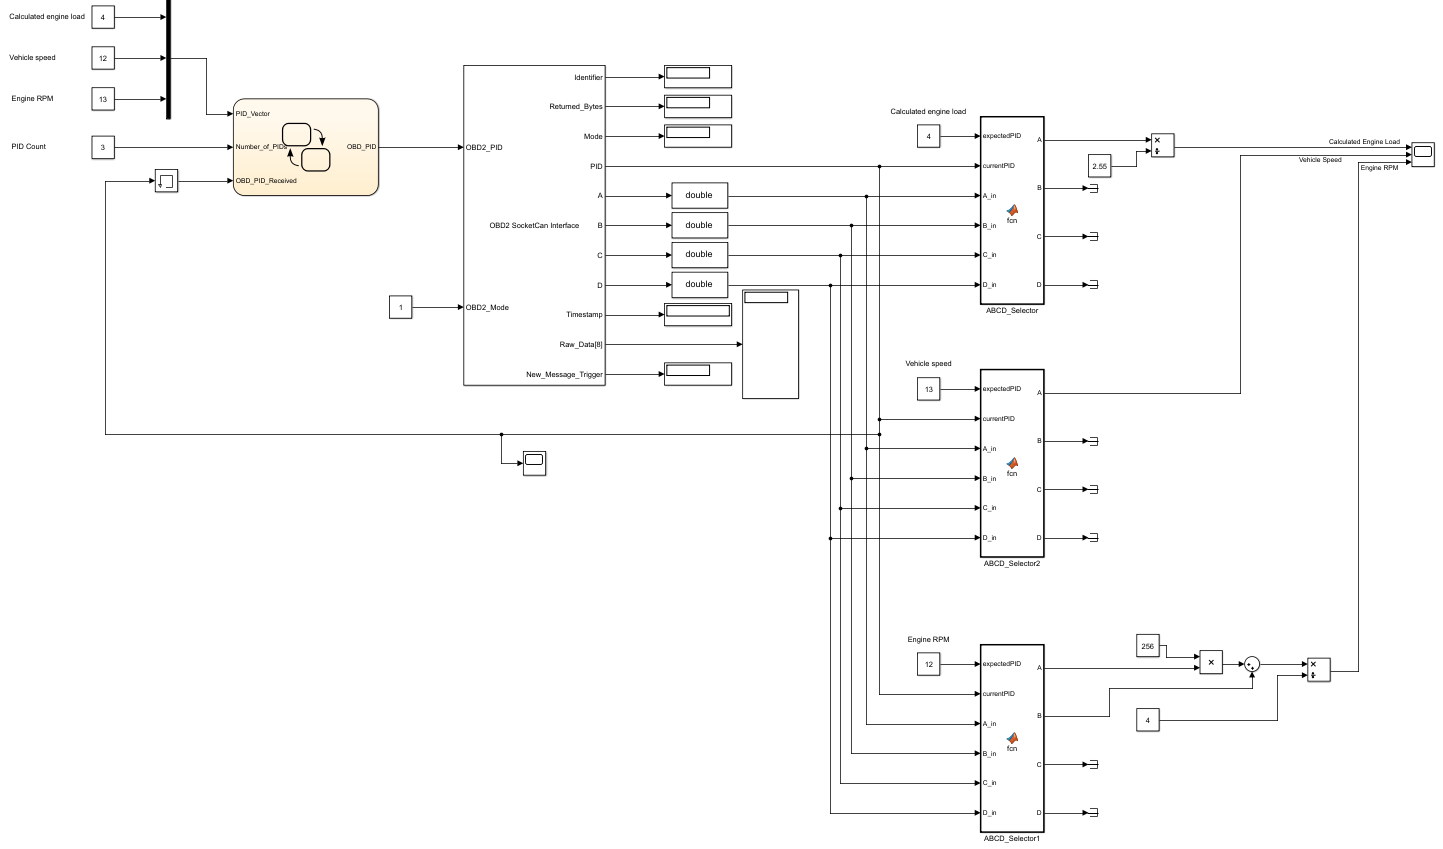 Calculated engine load
4
Vehicle speed
12
Engine RPM
13
PID Count
3
PID_Vector
Number_of_PIDs
OBD_PID_Received
OBD_PID
OBD2_PID
OBD2_Mode
1
OBD2 SocketCan Interface
Identifier
Returned_Bytes
Mode
PID
A
B
C
D
Timestamp
Raw_Data[8]
New_Message_Trigger
double
double
double
double
Calculated engine load
4
expectedPID
currentPID
A_in
B_in
C_in
D_in
fcn
A
B
C
D
ABCD_Selector
2.55
×
÷
Calculated Engine Load
Vehicle Speed
Engine RPM
Vehicle speed
13
expectedPID
currentPID
A_in
B_in
C_in
D_in
fcn
A
B
C
D
ABCD_Selector2
Engine RPM
12
expectedPID
currentPID
A_in
B_in
C_in
D_in
fcn
A
B
C
D
ABCD_Selector1
256
×
+
+
4
×
÷